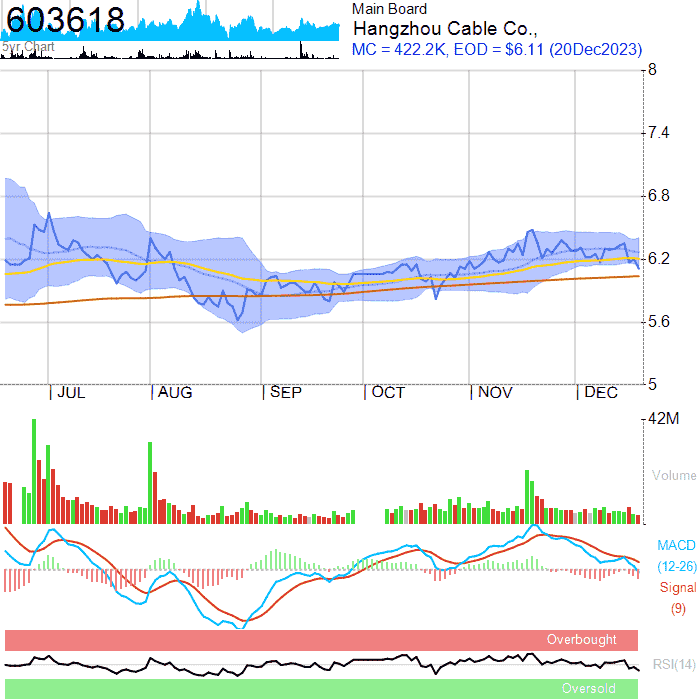 603618
5yr Chart
Main Board
Hangzhou Cable Co.,
MC = 422.2K, EOD = $6.11 (20Dec2023)
8
7.4
6.8
6.2
5.6
5
JUL
AUG
SEP
OCT
NOV
DEC
42M
Volume
MACD
(12-26)
Signal
(9)
Overbought
RSI(14)
Oversold